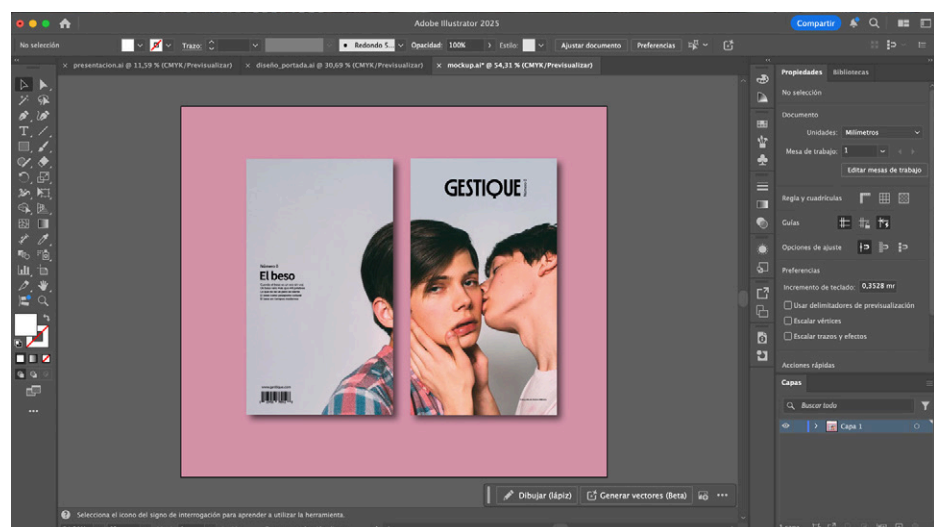 Adobe Illustrator 2025
Compartir
No selección
Trazo:
Redondo 5...
Opacidad: 100%
Estilo:
Ajustar documento
Preferencias
× presentacion.ai @ 11,59 % (CMYK/Previsualizar)
× diseño_portada.ai @ 30,69 % (CMYK/Previsualizar)
× mockup.ai* @ 54,31 % (CMYK/Previsualizar)
Propiedades
Bibliotecas
No selección
Documento
Unidades: Milímetros
Mesa de trabajo: 1
Editar mesas de trabajo
Regla y cuadrículas
Guías
Opciones de ajuste
Preferencias
Incremento de teclado: 0,3528 mr
Usar delimitadores de previsualización
Escalar vértices
Escalar trazos y efectos
Acciones rápidas
Capas
Buscar todo
Capa 1
GESTIQUE
Número 5
El beso
www.gestique.com
Dibujar (lápiz)
Generar vectores (Beta)
Selecciona el icono del signo de interrogación para aprender a utilizar la herramienta.